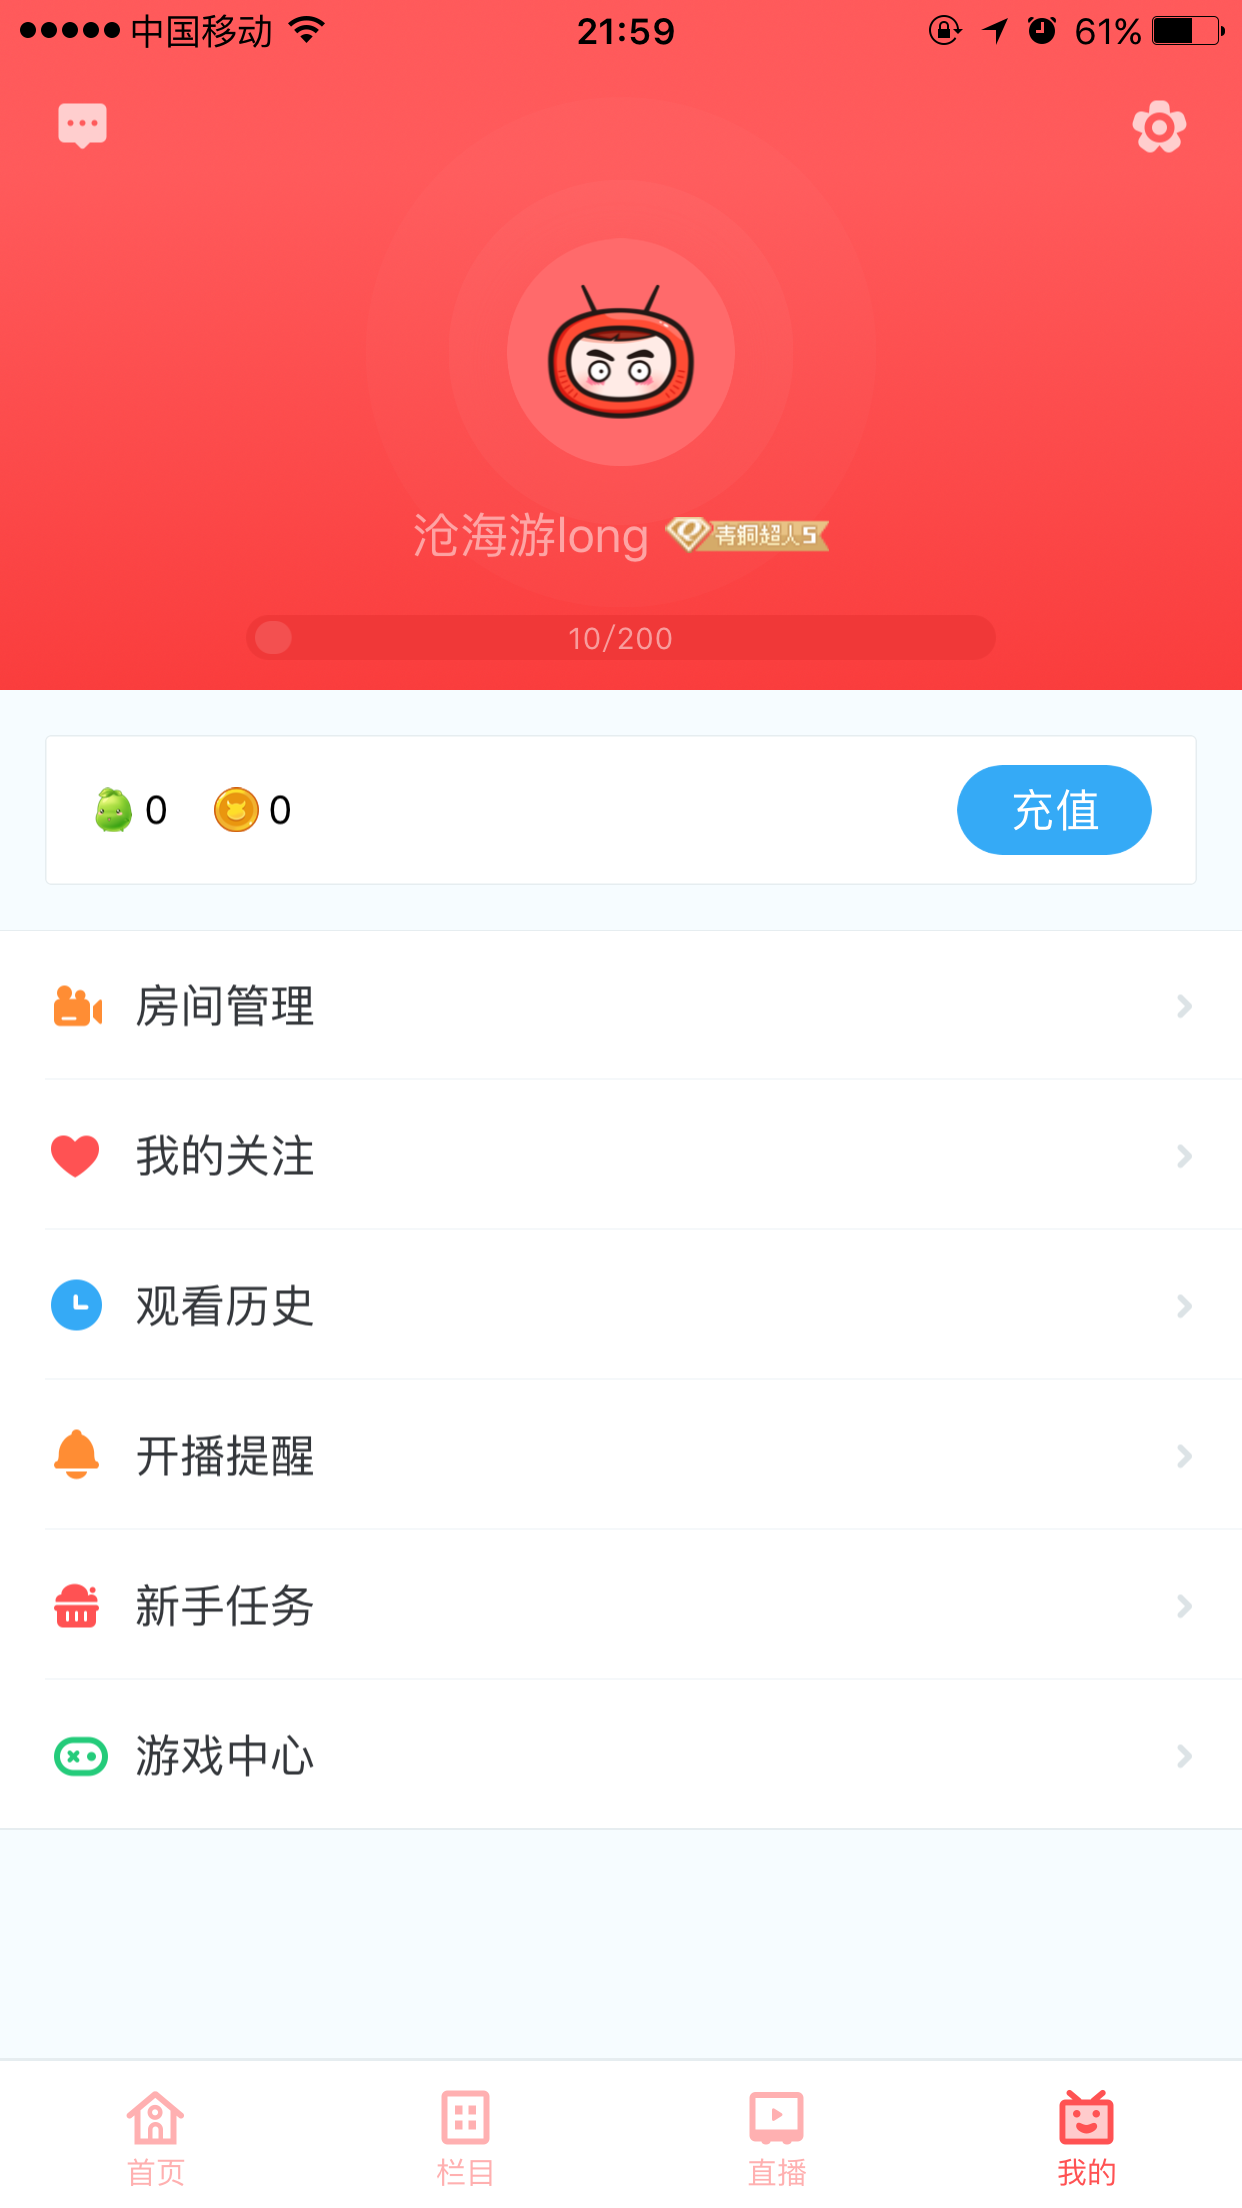 中国移动 21:59 61%
沧海游long 青铜超人5
10/200
0 0 充值
房间管理
我的关注
观看历史
开播提醒
新手任务
游戏中心
首页 栏目 直播 我的